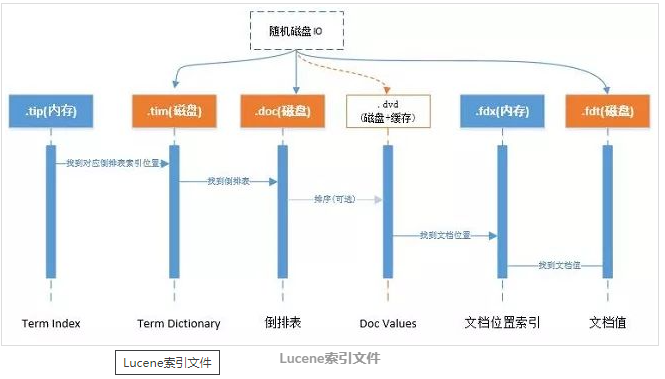 随机磁盘 IO
.tip(内存)
.tim(磁盘)
.doc(磁盘)
.dvd
(磁盘+缓存)
.fdx(内存)
.fdt(磁盘)
找到对应倒排表索引位置
找到倒排表
排序(可选)
找到文档位置
找到文档值
Term Index
Term Dictionary
倒排表
Doc Values
文档位置索引
文档值
Lucene索引文件
Lucene索引文件